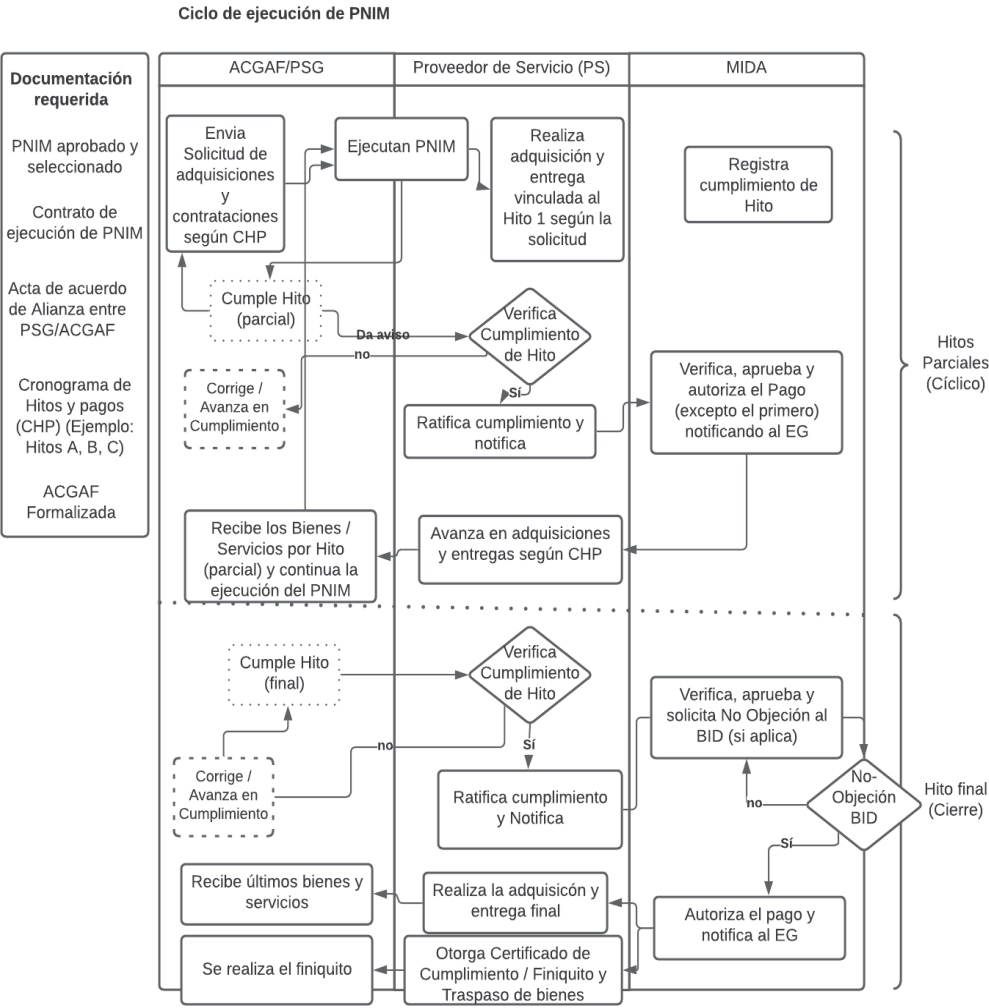 Ciclo de ejecución de PNIM
Documentación
requerida
PNIM aprobado y
seleccionado
Contrato de
ejecución de PNIM
Acta de acuerdo
de Alianza entre
PSG/ACGAF
Cronograma de
Hitos y pagos
(CHP) (Ejemplo:
Hitos A, B, C)
ACGAF
Formalizada
ACGAF/PSG
Proveedor de Servicio (PS)
MIDA
Envia
Solicitud de
adquisiciones
y
contrataciones
según CHP
Ejecutan PNIM
Realiza
adquisición y
entrega
vinculada al
Hito 1 según la
solicitud
Registra
cumplimiento de
Hito
Cumple Hito
(parcial)
Da aviso
Verifica
Cumplimiento
de Hito
no
Sí
Corrige /
Avanza en
Cumplimiento
Ratifica cumplimiento y
notifica
Verifica, aprueba y
autoriza el Pago
(excepto el primero)
notificando al EG
Hitos
Parciales
(Cíclico)
Recibe los Bienes /
Servicios por Hito
(parcial) y continua la
ejecución del PNIM
Avanza en adquisiciones
y entregas según CHP
Cumple Hito
(final)
Verifica
Cumplimiento
de Hito
Verifica, aprueba y
solicita No Objeción al
BID (si aplica)
no
Sí
Corrige /
Avanza en
Cumplimiento
Ratifica cumplimiento
y Notifica
no
No-
Objeción
BID
Hito final
(Cierre)
Sí
Recibe últimos bienes y
servicios
Realiza la adquisicón y
entrega final
Autoriza el pago y
notifica al EG
Se realiza el finiquito
Otorga Certificado de
Cumplimiento / Finiquito y
Traspaso de bienes